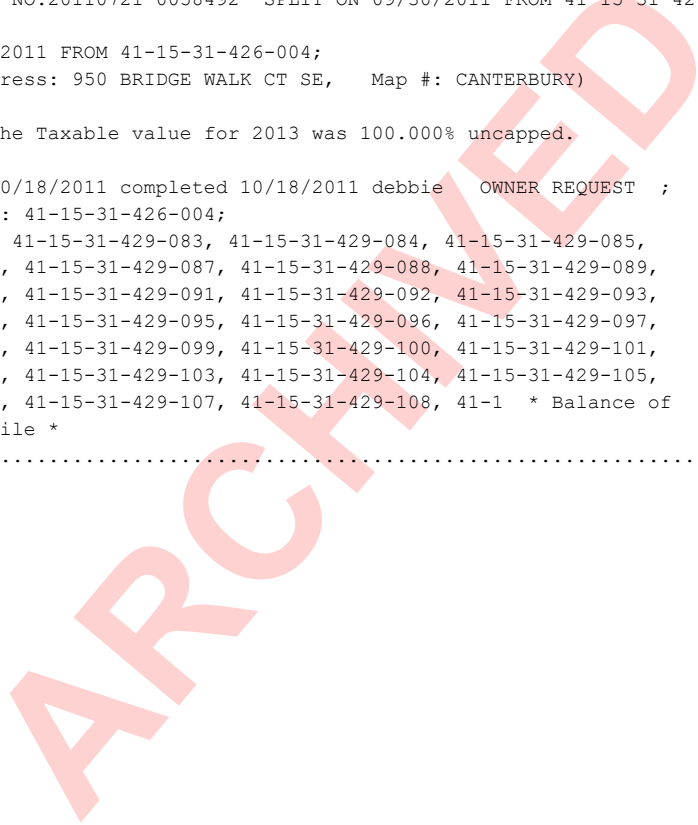 NO.20110721-0058492 SPLIT ON 09/30/2011 FROM 41-15-31-42
2011 FROM 41-15-31-426-004;
ress: 950 BRIDGE WALK CT SE, Map #: CANTERBURY)
he Taxable value for 2013 was 100.000% uncapped.
0/18/2011 completed 10/18/2011 debbie OWNER REQUEST ;
: 41-15-31-426-004;
41-15-31-429-083, 41-15-31-429-084, 41-15-31-429-085,
, 41-15-31-429-087, 41-15-31-429-088, 41-15-31-429-089,
, 41-15-31-429-091, 41-15-31-429-092, 41-15-31-429-093,
, 41-15-31-429-095, 41-15-31-429-096, 41-15-31-429-097,
, 41-15-31-429-099, 41-15-31-429-100, 41-15-31-429-101,
, 41-15-31-429-103, 41-15-31-429-104, 41-15-31-429-105,
, 41-15-31-429-107, 41-15-31-429-108, 41-1 * Balance of
ile *
.........................................................
ARCHIVED